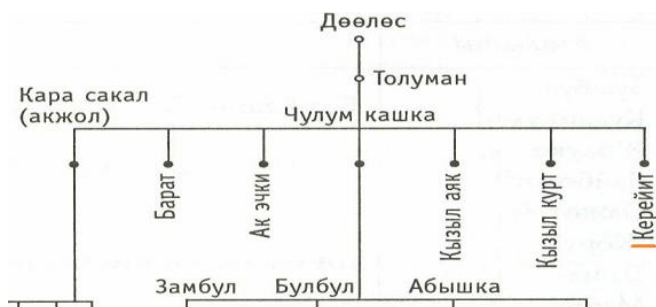 Дөөлөс
Толуман
Кара сакал
(акжол)
Чулум кашка
Барат
Ак эчки
Кызыл аяк
Кызыл курт
Керейит
Замбул
Булбул
Абышка